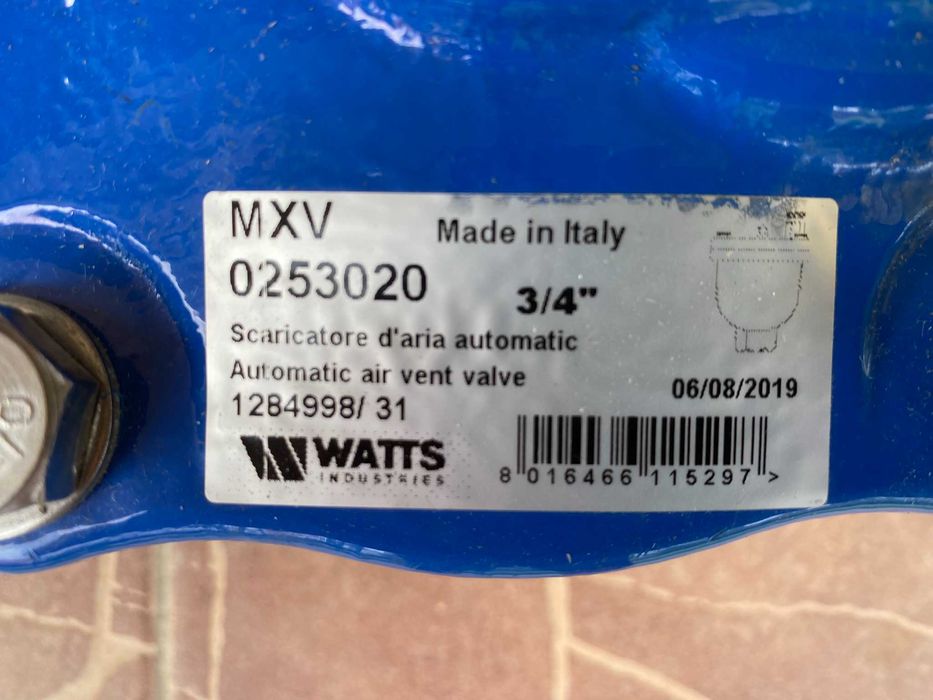 MXV
Made in Italy
0253020
3/4"
Scaricatore d'aria automatic
Automatic air vent valve
06/08/2019
1284998/ 31
WATTS
INDUSTRIES
8 016466 115297 >